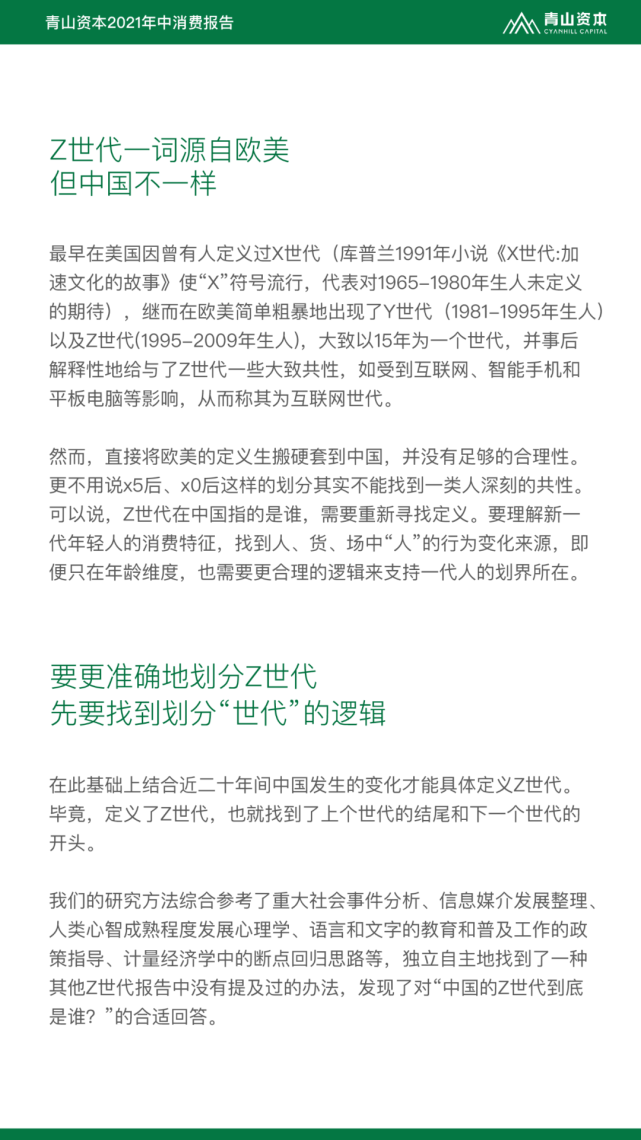 青山资本2021年中消费报告
青山资本
CYANHILL CAPITAL
Z世代一词源自欧美
但中国不一样
最早在美国因曾有人定义过X世代（库普兰1991年小说《X世代:加
速文化的故事》使“X”符号流行，代表对1965-1980年生人未定义
的期待），继而在欧美简单粗暴地出现了Y世代（1981-1995年生人）
以及Z世代(1995-2009年生人)，大致以15年为一个世代，并事后
解释性地给与了Z世代一些大致共性，如受到互联网、智能手机和
平板电脑等影响，从而称其为互联网世代。
然而，直接将欧美的定义生搬硬套到中国，并没有足够的合理性。
更不用说x5后、x0后这样的划分其实不能找到一类人深刻的共性。
可以说，Z世代在中国指的是谁，需要重新寻找定义。要理解新一
代年轻人的消费特征，找到人、货、场中“人”的行为变化来源，即
便只在年龄维度，也需要更合理的逻辑来支持一代人的划界所在。
要更准确地划分Z世代
先要找到划分“世代”的逻辑
在此基础上结合近二十年间中国发生的变化才能具体定义Z世代。
毕竟，定义了Z世代，也就找到了上个世代的结尾和下一个世代的
开头。
我们的研究方法综合参考了重大社会事件分析、信息媒介发展整理、
人类心智成熟程度发展心理学、语言和文字的教育和普及工作的政
策指导、计量经济学中的断点回归思路等，独立自主地找到了一种
其他Z世代报告中没有提及过的办法，发现了对“中国的Z世代到底
是谁？”的合适回答。